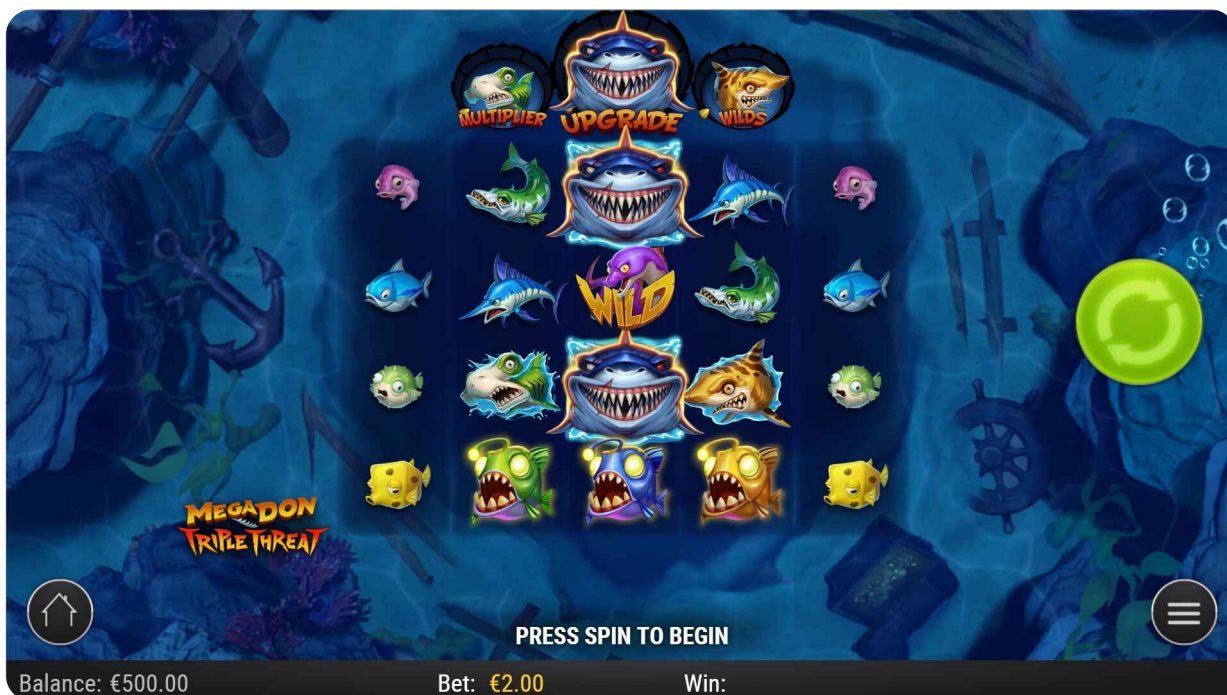 MULTIPLIER UPGRADE WILDS
WILD
MEGADON
TRIPLE THREAT
PRESS SPIN TO BEGIN
Balance: €500.00 Bet: €2.00 Win: